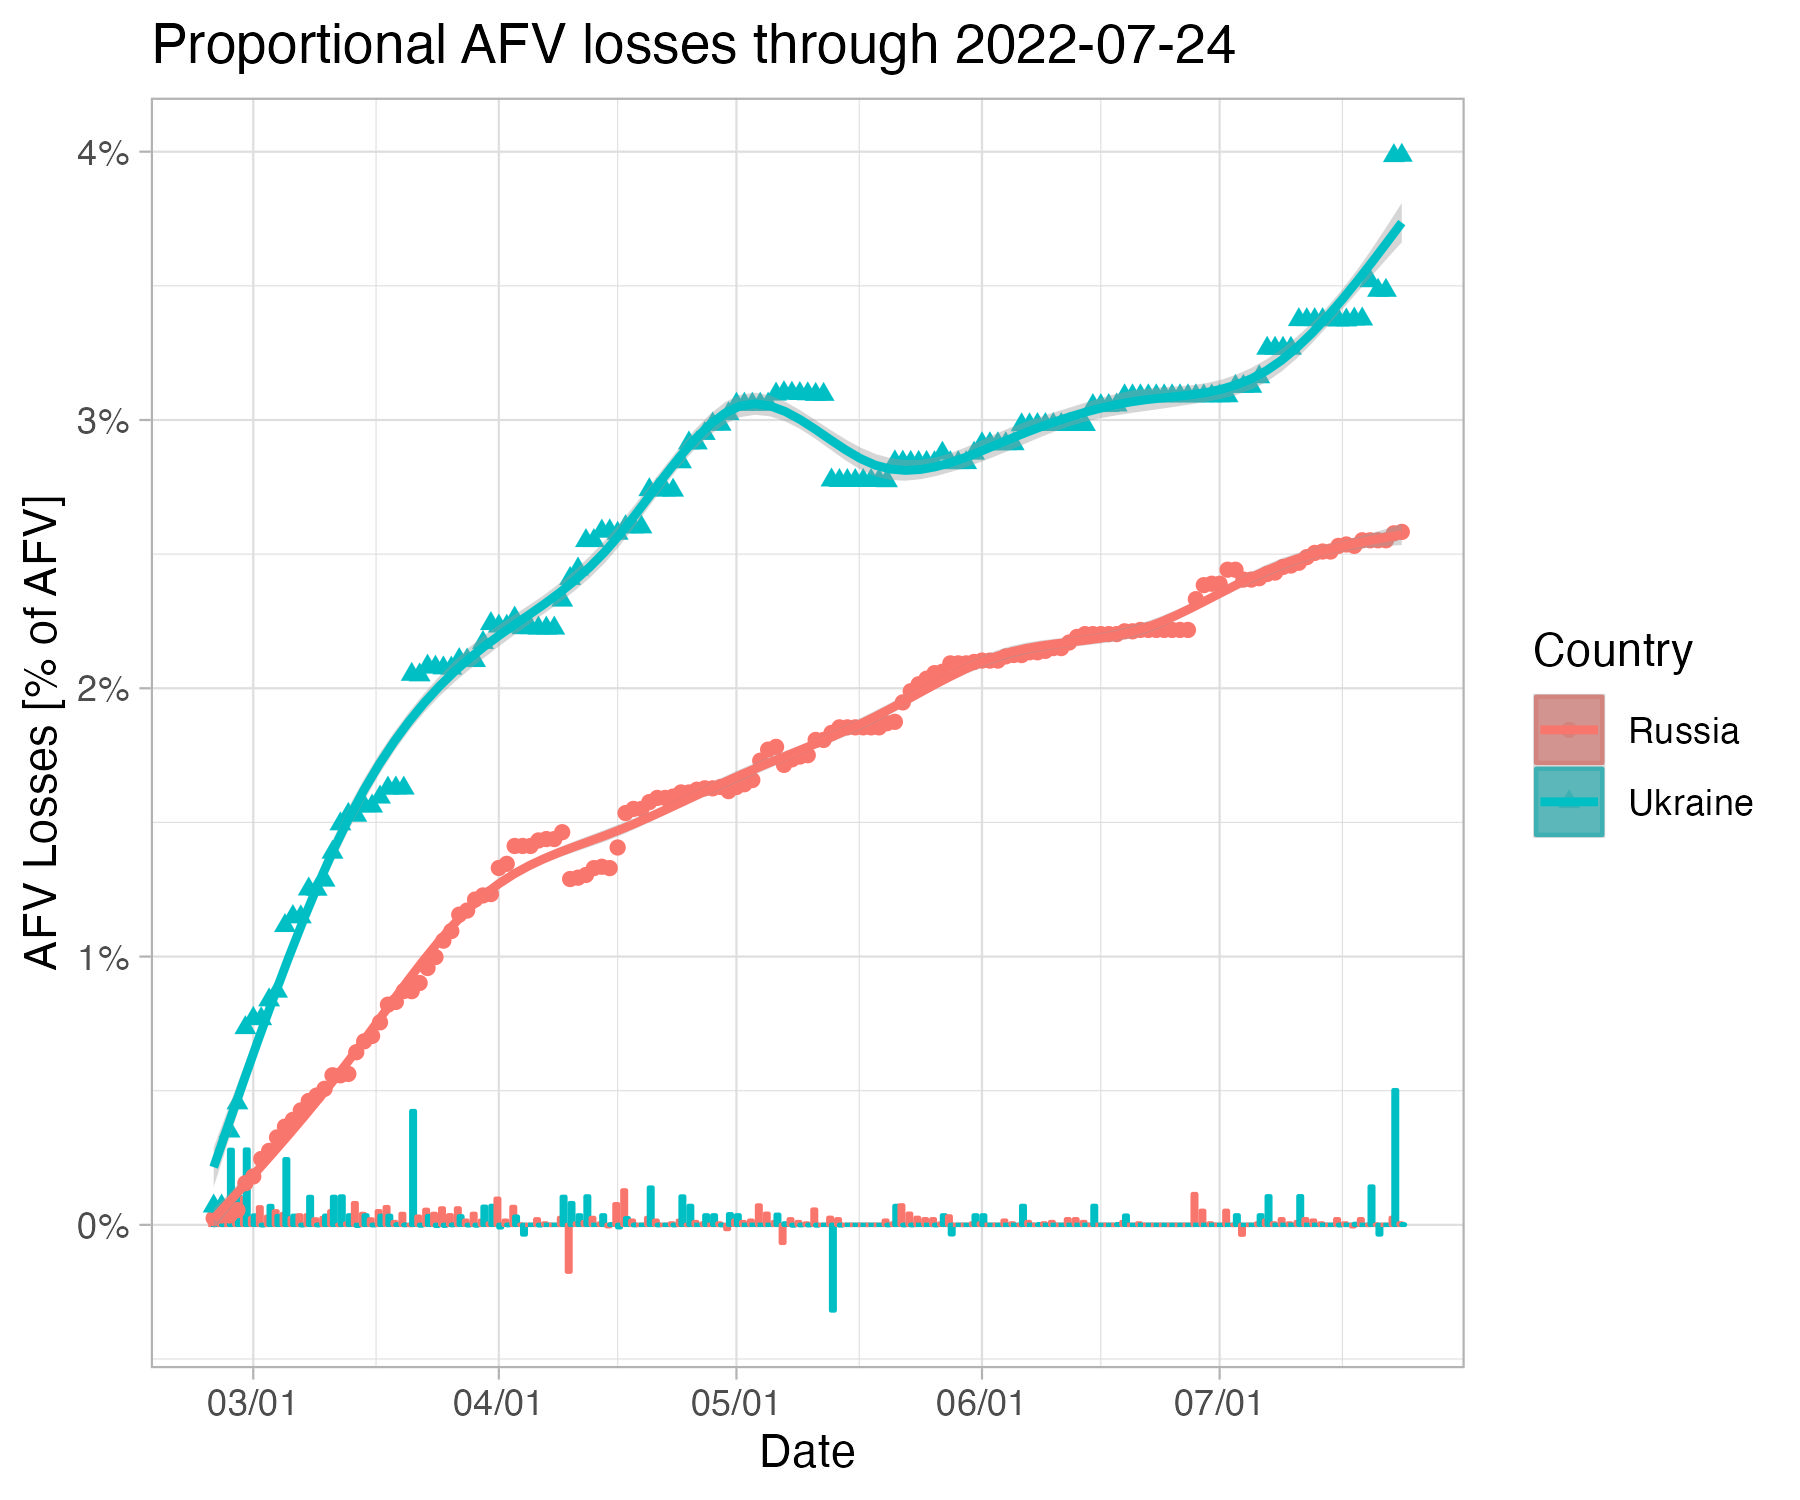 Proportional AFV losses through 2022-07-24
AFV Losses [% of AFV]
4%
3%
2%
1%
0%
03/01
04/01
05/01
06/01
07/01
Date
Country
Russia
Ukraine